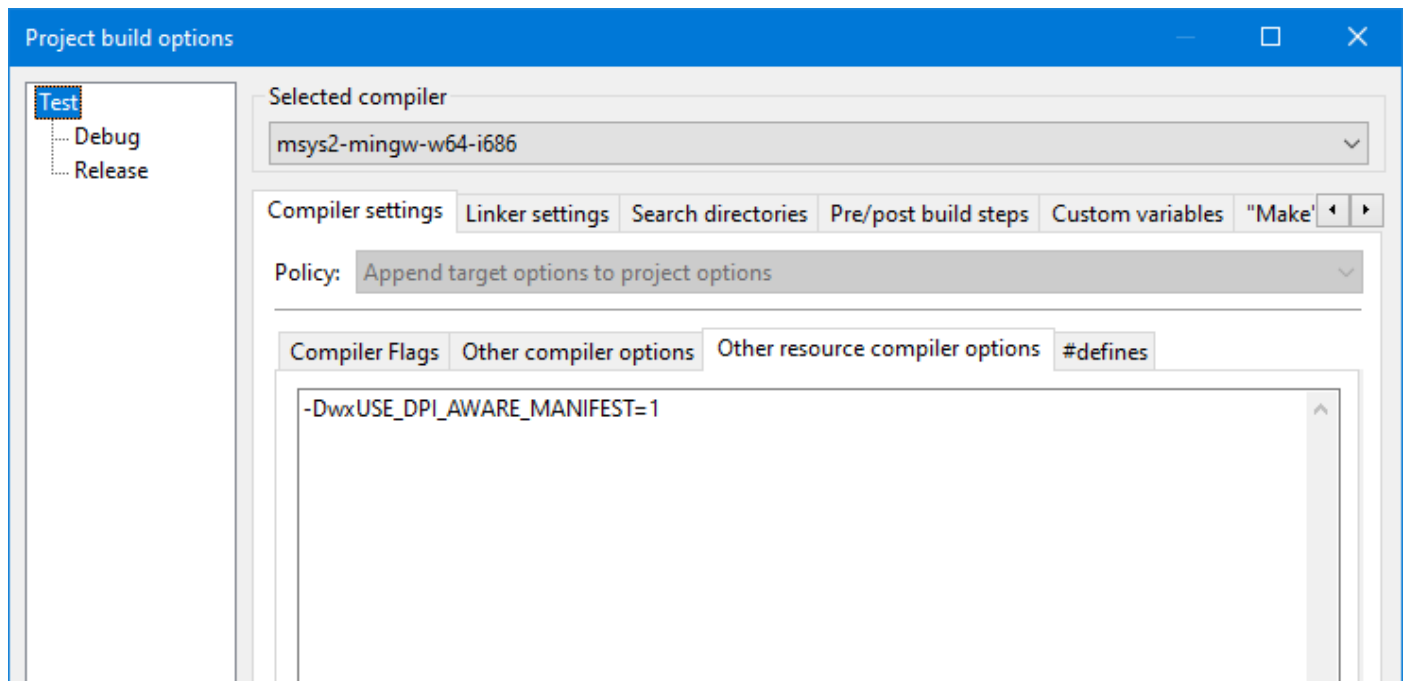 Project build options
Test
Debug
Release
Selected compiler
msys2-mingw-w64-i686
Compiler settings Linker settings Search directories Pre/post build steps Custom variables "Make'
Policy: Append target options to project options
Compiler Flags Other compiler options Other resource compiler options #defines
-DwxUSE_DPI_AWARE_MANIFEST=1